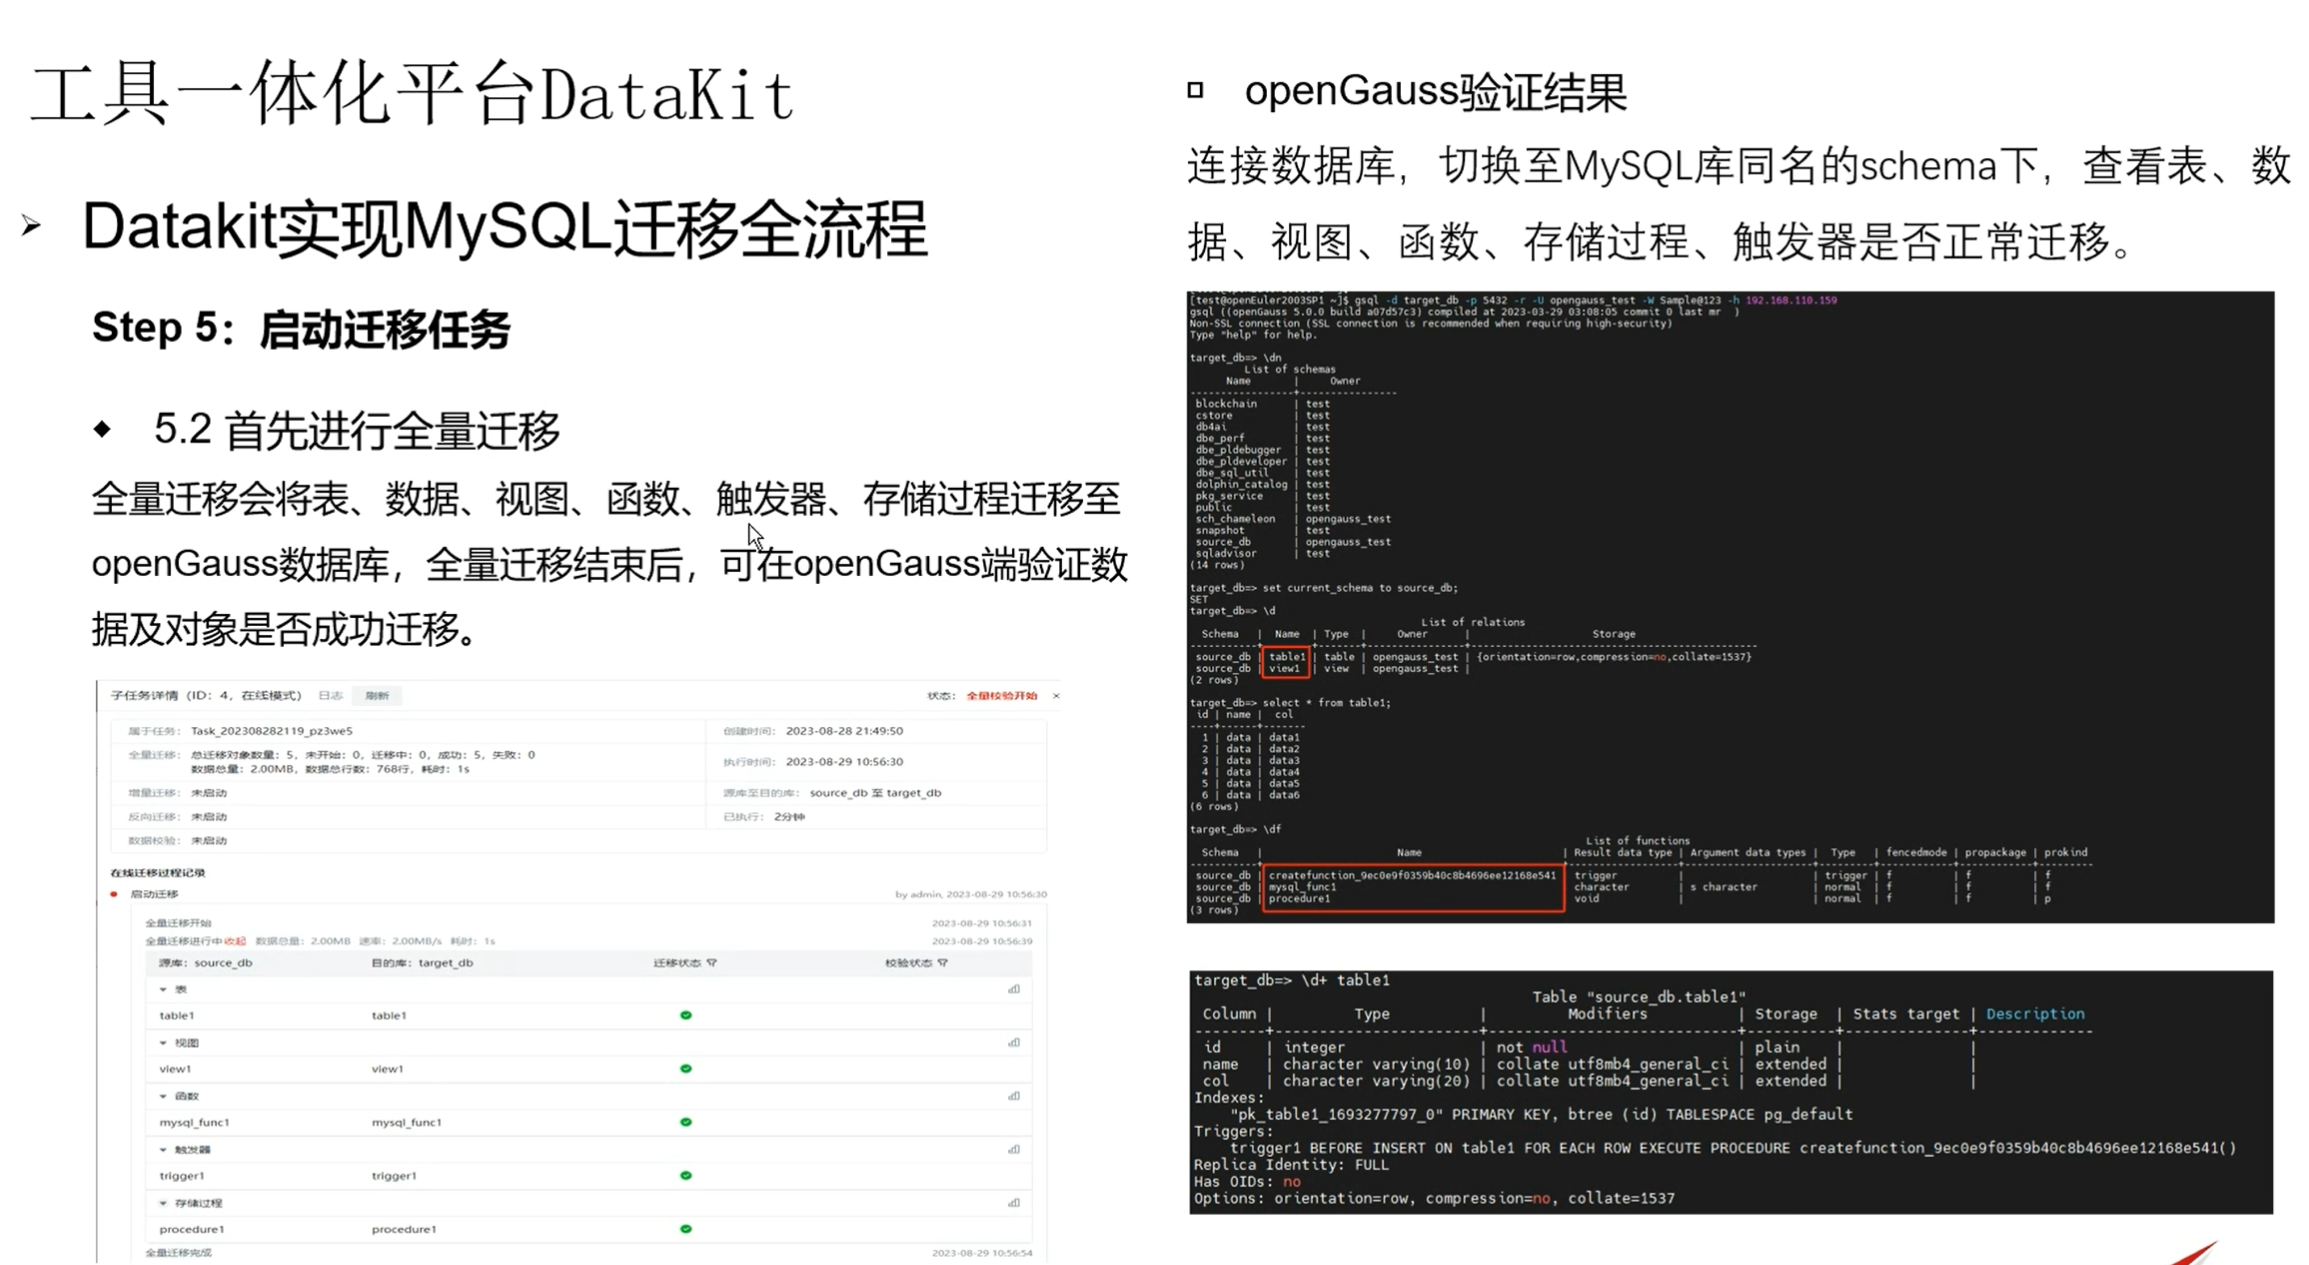 工具一体化平台DataKit
➢ Datakit实现MySQL迁移全流程
Step 5：启动迁移任务
◆ 5.2 首先进行全量迁移
全量迁移会将表、数据、视图、函数、触发器、存储过程迁移至
openGauss数据库，全量迁移结束后，可在openGauss端验证数
据及对象是否成功迁移。
子任务详情（ID：4，在线模式） 日志 刷新 状态：全量校验开始 ×
属于任务： Task_202308282119_pz3we5 创建时间： 2023-08-28 21:49:50
全量迁移： 总迁移对象数量：5，未开始：0，迁移中：0，成功：5，失败：0
数据总量：2.00MB，数据总行数：768行，耗时：1s
执行时间： 2023-08-29 10:56:30
增量迁移： 未启动 源库至目的库： source_db 至 target_db
反向迁移： 未启动 已执行： 2分钟
数据校验： 未启动
在线迁移过程记录
启动迁移 by admin, 2023-08-29 10:56:30
全量迁移开始 2023-08-29 10:56:31
全量迁移进行中 收起 数据总量：2.00MB 速率：2.00MB/s 耗时：1s 2023-08-29 10:56:39
源库：source_db 目的库：target_db 迁移状态 校验状态
表
table1 table1
视图
view1 view1
函数
mysql_func1 mysql_func1
触发器
trigger1 trigger1
存储过程
procedure1 procedure1
全量迁移完成 2023-08-29 10:56:54
openGauss验证结果
连接数据库，切换至MySQL库同名的schema下，查看表、数
据、视图、函数、存储过程、触发器是否正常迁移。
[test@openEuler2003SP1 ~]$ gsql -d target_db -p 5432 -r -U opengauss_test -W Sample@123 -h 192.168.110.159
gsql ((openGauss 5.0.0 build a07d57c3) compiled at 2023-03-29 03:08:05 commit 0 last mr  )
Non-SSL connection (SSL connection is recommended when requiring high-security)
Type "help" for help.
target_db=> \dn
List of schemas
Name | Owner
-----------------+----------------
blockchain | test
cstore | test
db4ai | test
dbe_perf | test
dbe_pldebugger | test
dbe_pldeveloper | test
dbe_sql_util | test
dolphin_catalog | test
pkg_service | test
public | test
sch_chameleon | opengauss_test
snapshot | test
source_db | opengauss_test
sqladvisor | test
(14 rows)
target_db=> set current_schema to source_db;
SET
target_db=> \d
List of relations
Schema | Name | Type | Owner | Storage
-----------+--------+-------+----------------+----------------------------------------------
source_db | table1 | table | opengauss_test | {orientation=row,compression=no,collate=1537}
source_db | view1 | view | opengauss_test |
(2 rows)
target_db=> select * from table1;
id | name | col
----+------+-------
1 | data | data1
2 | data | data2
3 | data | data3
4 | data | data4
5 | data | data5
6 | data | data6
(6 rows)
target_db=> \df
List of functions
Schema | Name | Result data type | Argument data types | Type | fencedmode | propackage | prokind
source_db | createfunction_9ec0e9f0359b40c8b4696ee12168e541 | trigger | | trigger | f | f | f
source_db | mysql_func1 | character | s character | normal | f | f | f
source_db | procedure1 | void | | normal | f | f | p
(3 rows)
target_db=> \d+ table1
Table "source_db.table1"
Column | Type | Modifiers | Storage | Stats target | Description
--------+-----------------------+----------------------------+----------+--------------+-------------
id | integer | not null | plain | |
name | character varying(10) | collate utf8mb4_general_ci | extended | |
col | character varying(20) | collate utf8mb4_general_ci | extended | |
Indexes:
"pk_table1_1693277797_0" PRIMARY KEY, btree (id) TABLESPACE pg_default
Triggers:
trigger1 BEFORE INSERT ON table1 FOR EACH ROW EXECUTE PROCEDURE createfunction_9ec0e9f0359b40c8b4696ee12168e541()
Replica Identity: FULL
Has OIDs: no
Options: orientation=row, compression=no, collate=1537